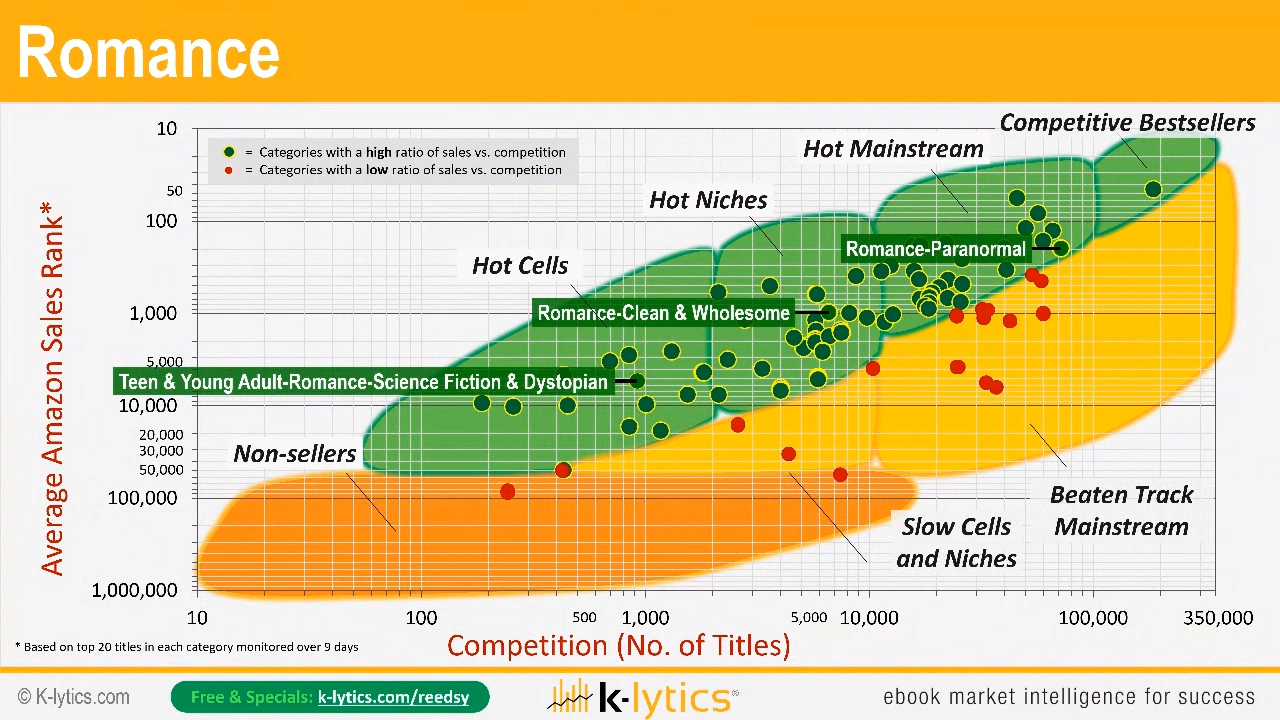 Romance
Competitive Bestsellers
Hot Mainstream
Hot Niches
Hot Cells
= Categories with a high ratio of sales vs. competition
= Categories with a low ratio of sales vs. competition
Romance-Paranormal
Romance-Clean & Wholesome
Teen & Young Adult-Romance-Science Fiction & Dystopian
Non-sellers
Beaten Track
Mainstream
Slow Cells
and Niches
Average Amazon Sales Rank*
10
50
100
1,000
5,000
10,000
20,000
30,000
50,000
100,000
1,000,000
10
100
500
1,000
5,000
10,000
100,000
350,000
Competition (No. of Titles)
* Based on top 20 titles in each category monitored over 9 days
© K-lytics.com
Free & Specials: k-lytics.com/reedsy
k-lytics®
ebook market intelligence for success